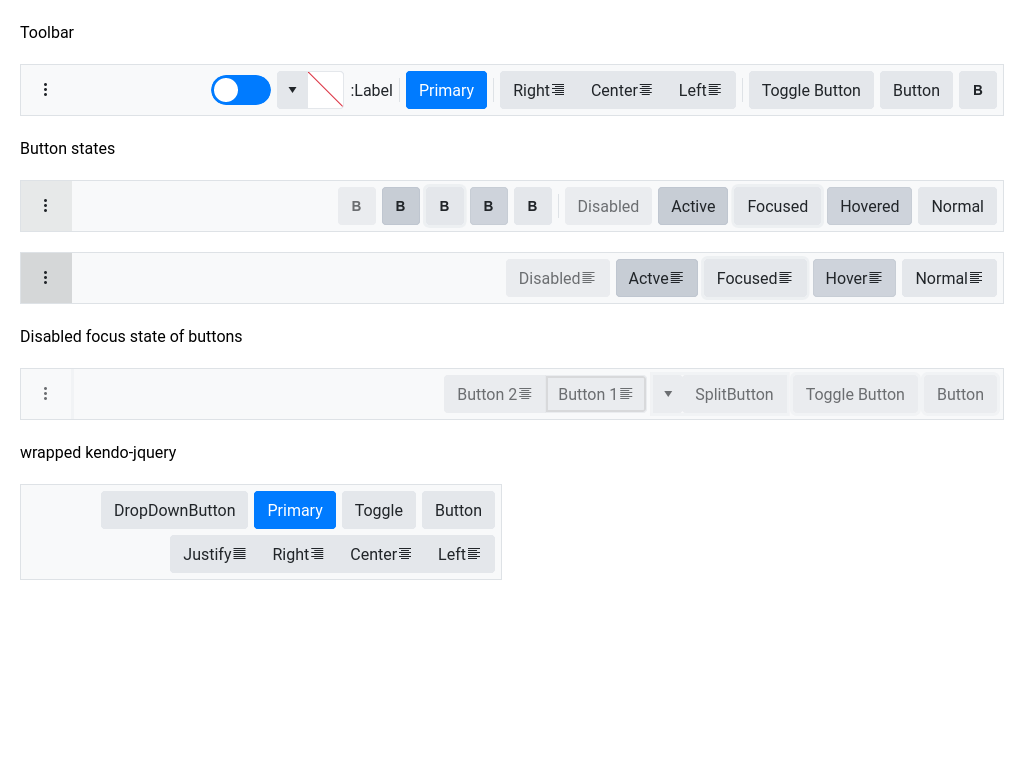 Toolbar
:Label Primary Right Center Left Toggle Button Button B
Button states
B B B B B Disabled Active Focused Hovered Normal
Disabled Actve Focused Hover Normal
Disabled focus state of buttons
Button 2 Button 1 SplitButton Toggle Button Button
wrapped kendo-jquery
DropDownButton Primary Toggle Button
Justify Right Center Left